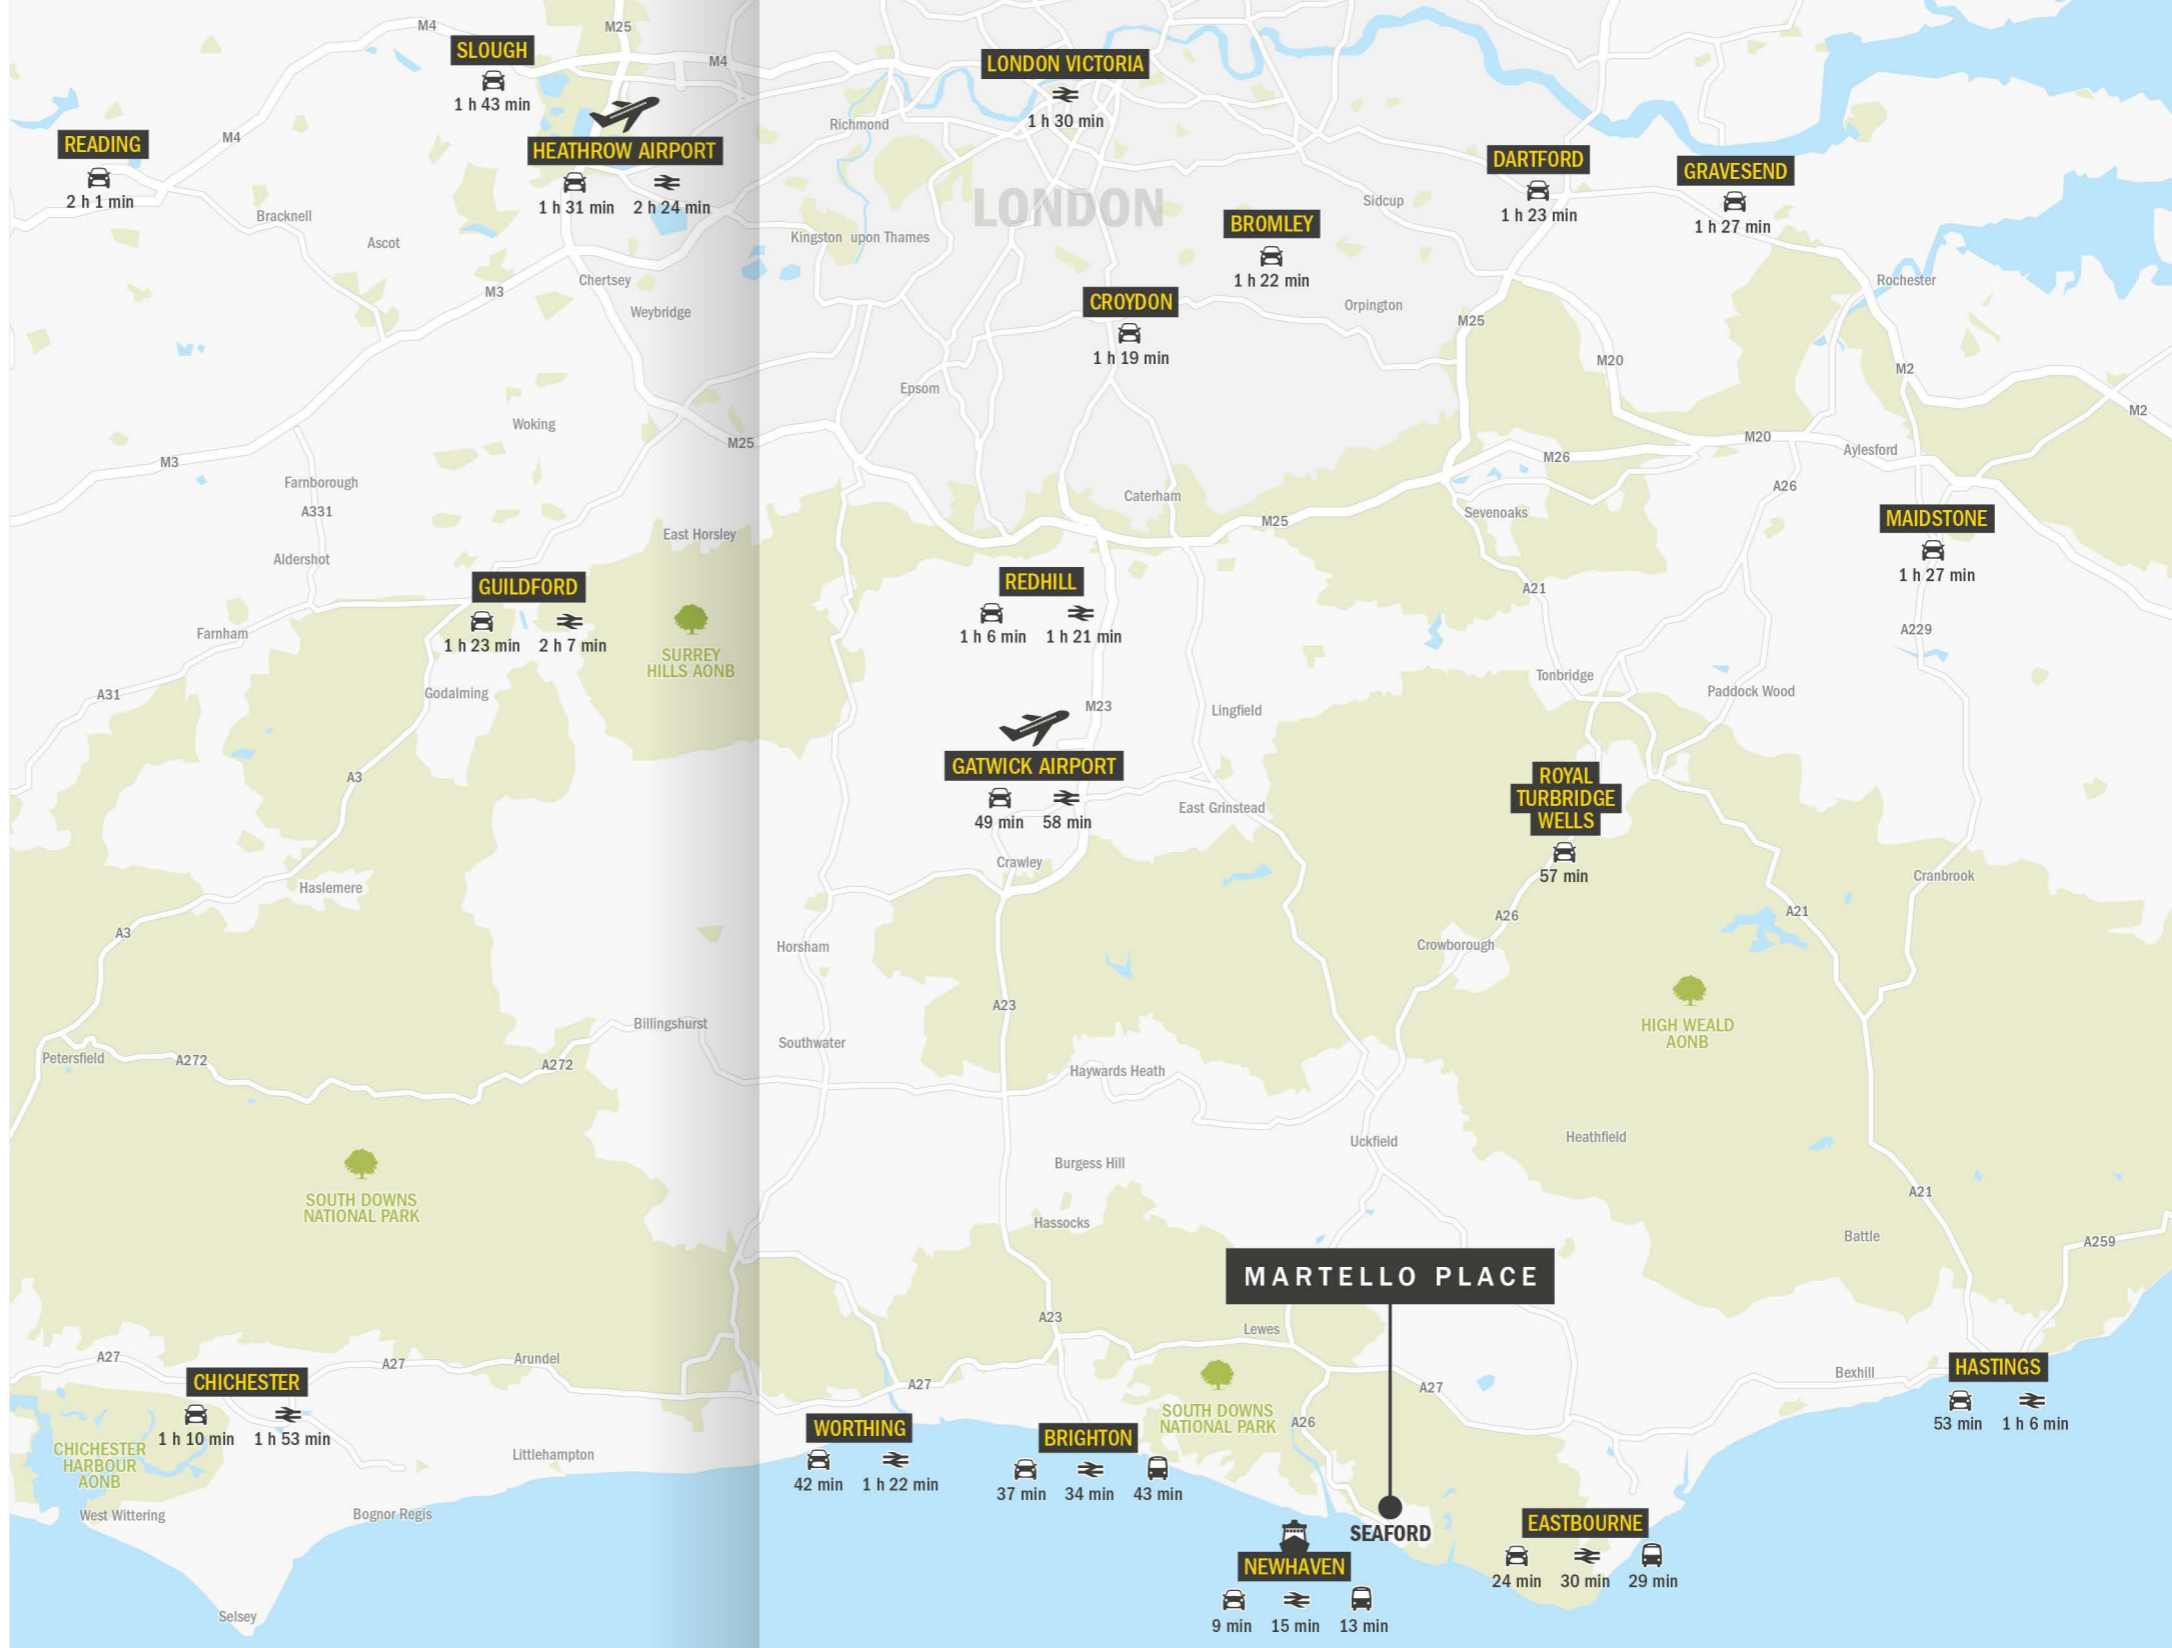 M4
M25
SLOUGH
1 h 43 min
M4
LONDON VICTORIA
1 h 30 min
READING
2 h 1 min
M4
HEATHROW AIRPORT
1 h 31 min 2 h 24 min
Richmond
LONDON
DARTFORD
1 h 23 min
GRAVESEND
1 h 27 min
Bracknell
Ascot
Sidcup
Kingston upon Thames
BROMLEY
1 h 22 min
M3
Chertsey
Weybridge
CROYDON
1 h 19 min
Orpington
Rochester
M25
M20
M2
Epsom
Woking
M25
M2
M3
M26
M20
Aylesford
Farnborough
A331
Caterham
M25
Sevenoaks
A26
MAIDSTONE
1 h 27 min
East Horsley
Aldershot
GUILDFORD
1 h 23 min 2 h 7 min
REDHILL
1 h 6 min 1 h 21 min
A21
Farnham
SURREY
HILLS AONB
A229
A31
Godalming
M23
Lingfield
Tonbridge
Paddock Wood
A3
GATWICK AIRPORT
49 min 58 min
East Grinstead
ROYAL
TURBRIDGE
WELLS
57 min
Crawley
Haslemere
Cranbrook
A3
Horsham
A26
Crowborough
A21
A23
HIGH WEALD
AONB
Billingshurst
Southwater
Petersfield
A272
A272
Haywards Heath
Uckfield
Heathfield
Burgess Hill
SOUTH DOWNS
NATIONAL PARK
A21
Hassocks
Battle
A259
MARTELLO PLACE
A23
Lewes
A27
CHICHESTER
1 h 10 min 1 h 53 min
A27
Arundel
A27
SOUTH DOWNS
NATIONAL PARK
A26
A27
Bexhill
HASTINGS
53 min 1 h 6 min
CHICHESTER
HARBOUR
AONB
Littlehampton
WORTHING
42 min 1 h 22 min
BRIGHTON
37 min 34 min 43 min
West Wittering
Bognor Regis
SEAFORD
EASTBOURNE
24 min 30 min 29 min
NEWHAVEN
9 min 15 min 13 min
Selsey